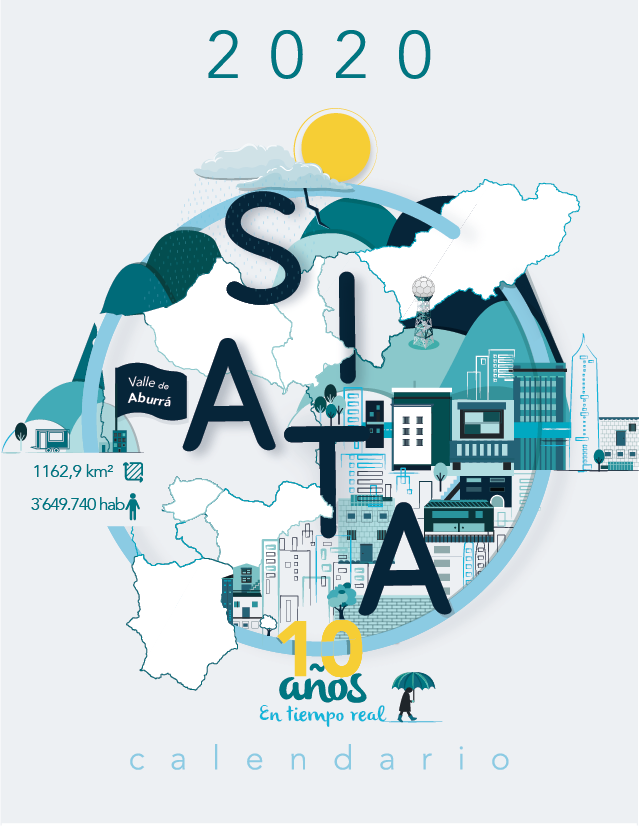 2020
SIATA
Valle de
Aburrá
1162,9 km²
3'649.740 hab
10
años
En tiempo real
calendario